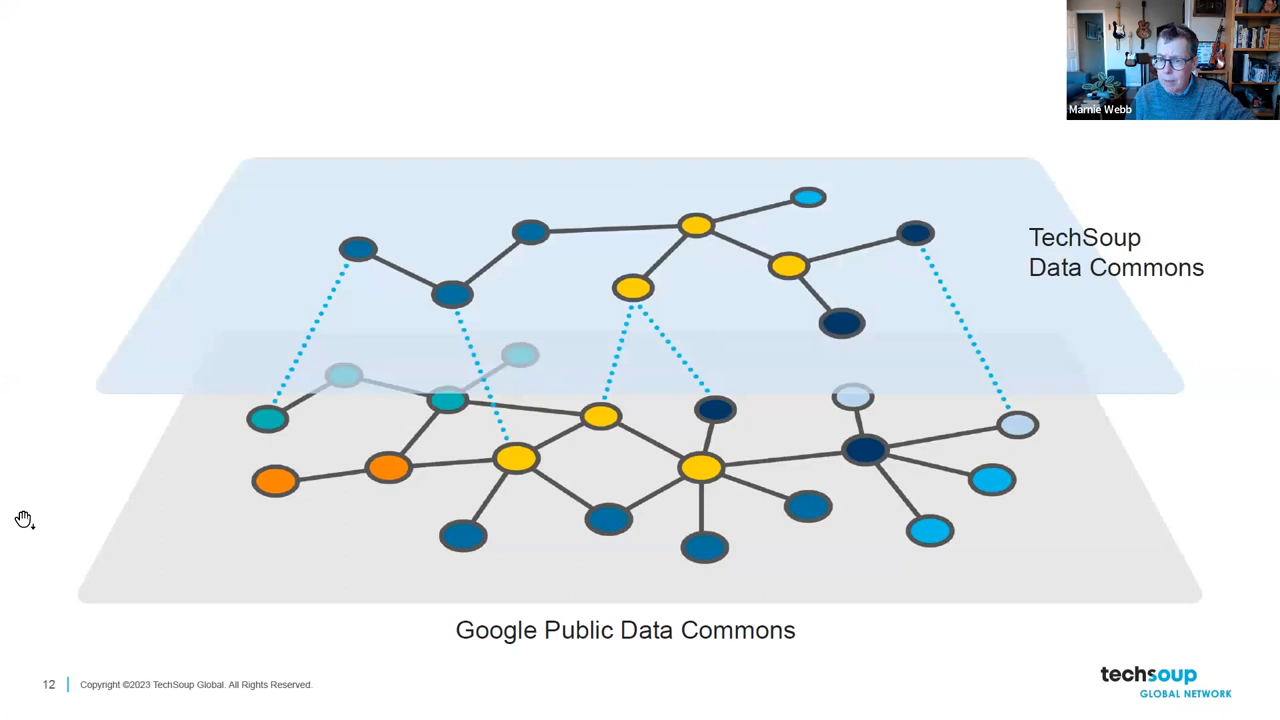 Marnie Webb
TechSoup
Data Commons
Google Public Data Commons
12
Copyright ©2023 TechSoup Global. All Rights Reserved.
techsoup
GLOBAL NETWORK